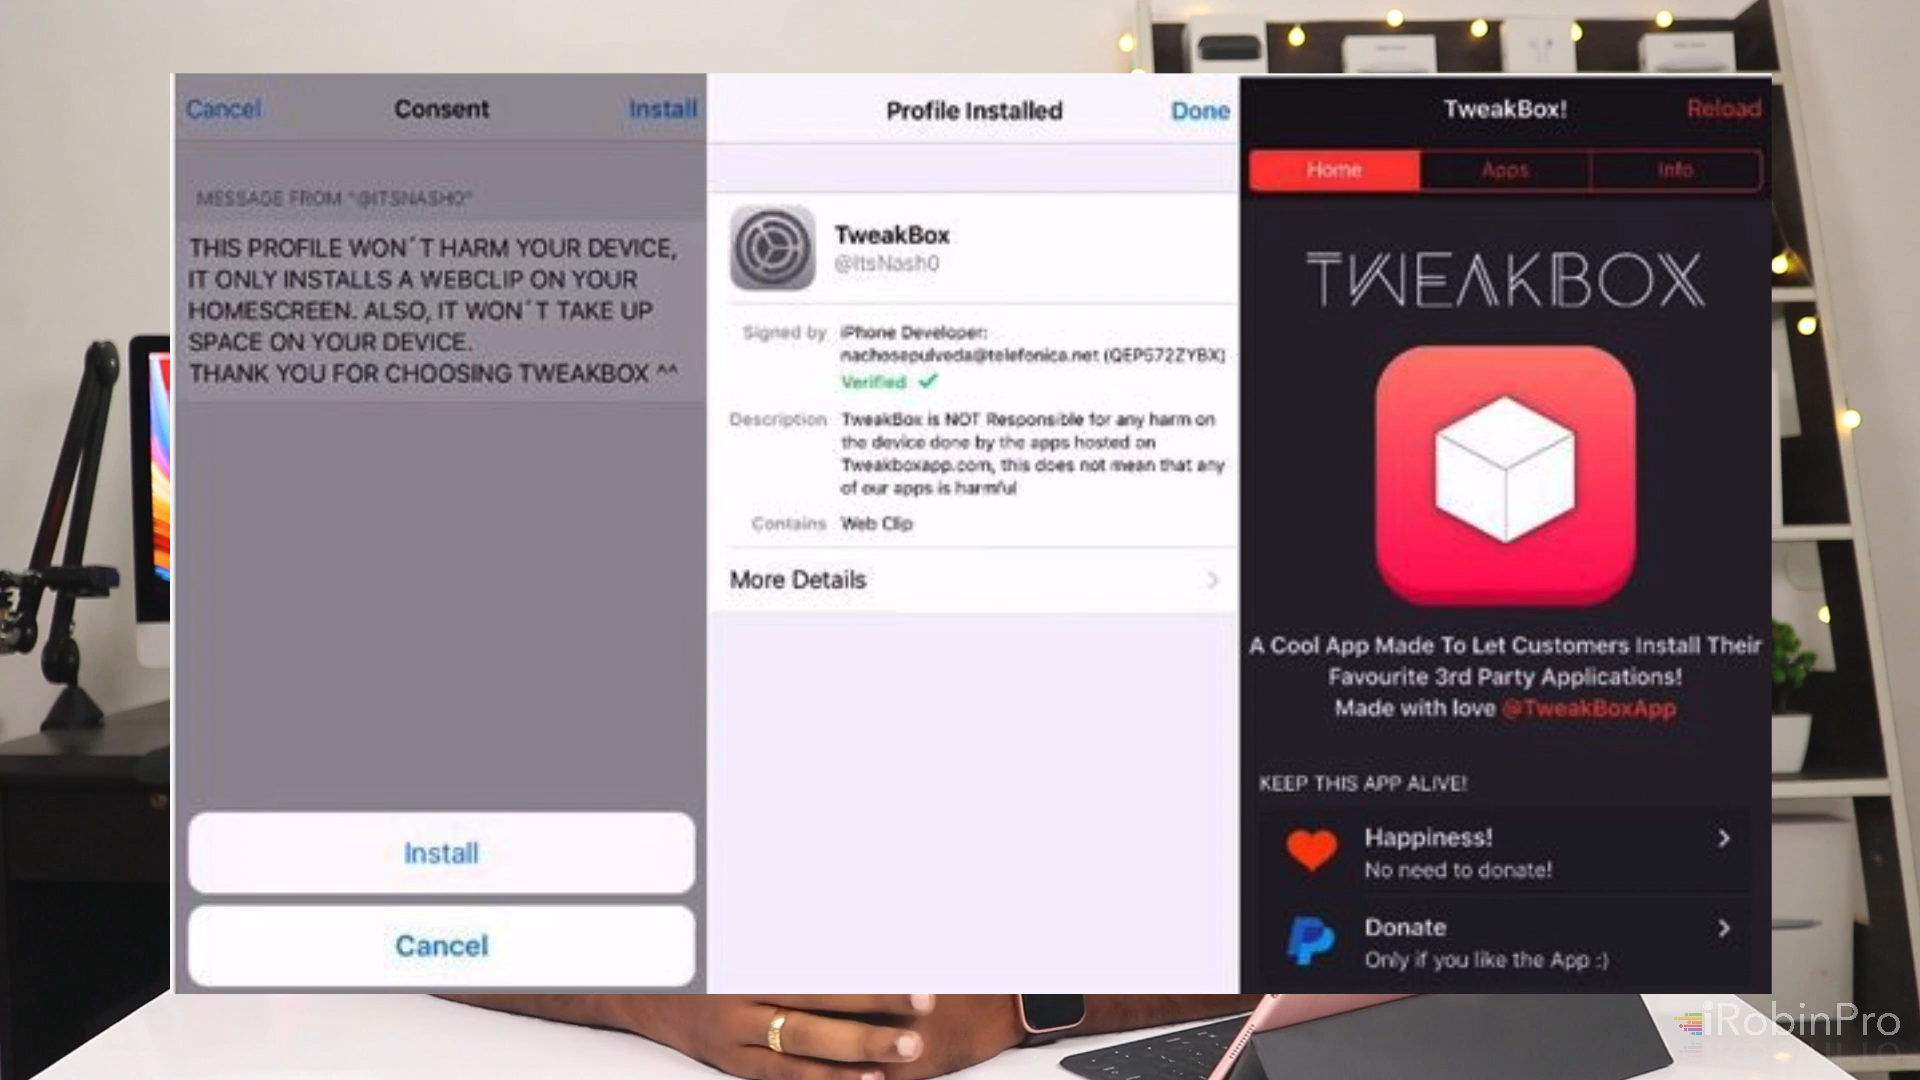 Cancel
Consent
Install
MESSAGE FROM "@ITSNASH0"
THIS PROFILE WON´T HARM YOUR DEVICE,
IT ONLY INSTALLS A WEBCLIP ON YOUR
HOMESCREEN. ALSO, IT WON´T TAKE UP
SPACE ON YOUR DEVICE.
THANK YOU FOR CHOOSING TWEAKBOX ^^
Install
Cancel
Profile Installed
Done
TweakBox
@ItsNash0
Signed by iPhone Developer:
nachosepulveda@telefonica.net (QEPS72ZYBX)
Verified
Description TweakBox is NOT Responsible for any harm on
the device done by the apps hosted on
Tweakboxapp.com, this does not mean that any
of our apps is harmful
Contains Web Clip
More Details
TweakBox!
Reload
Home
Apps
Info
TWEAKBOX
A Cool App Made To Let Customers Install Their
Favourite 3rd Party Applications!
Made with love @TweakBoxApp
KEEP THIS APP ALIVE!
Happiness!
No need to donate!
Donate
Only if you like the App :)
iRobinPro